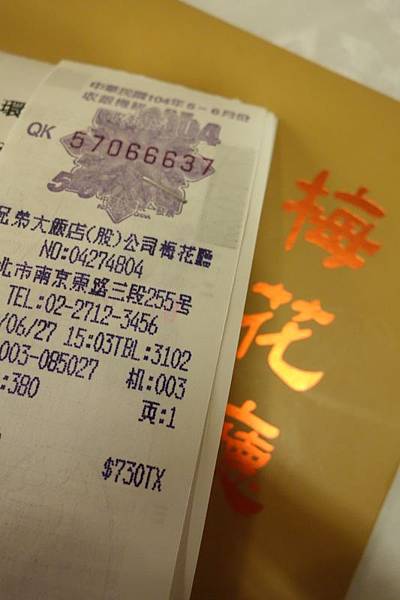 環
中華民國104年5-6月份
收銀機統一發票
QK 57066637
兄弟大飯店(股)公司梅花廳
NO:04274804
北市南京東路三段255号
TEL:02-2712-3456
/06/27 15:03TBL:3102
003-085027 机:003
:380 頁:1
$730TX
梅花廳